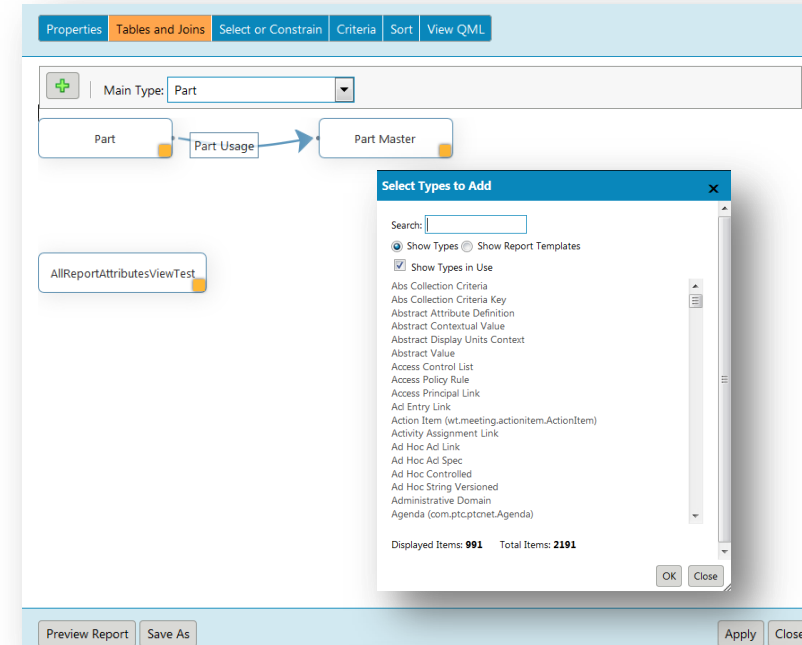 Properties Tables and Joins Select or Constrain Criteria Sort View QML
Main Type: Part
Part Part Usage Part Master
Select Types to Add
Search:
Show Types Show Report Templates
Show Types in Use
AllReportAttributesViewTest
Abs Collection Criteria
Abs Collection Criteria Key
Abstract Attribute Definition
Abstract Contextual Value
Abstract Display Units Context
Abstract Value
Access Control List
Access Policy Rule
Access Principal Link
Acl Entry Link
Action Item (wt.meeting.actionitem.ActionItem)
Activity Assignment Link
Ad Hoc Acl Link
Ad Hoc Acl Spec
Ad Hoc Controlled
Ad Hoc String Versioned
Administrative Domain
Agenda (com.ptc.ptcnet.Agenda)
Displayed Items: 991 Total Items: 2191
OK Close
Preview Report Save As Apply Close